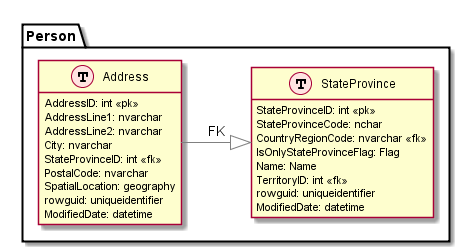 Person
T Address
AddressID: int «pk»
AddressLine1: nvarchar
AddressLine2: nvarchar
City: nvarchar
StateProvinceID: int «fk»
PostalCode: nvarchar
SpatialLocation: geography
rowguid: uniqueidentifier
ModifiedDate: datetime
FK
T StateProvince
StateProvinceID: int «pk»
StateProvinceCode: nchar
CountryRegionCode: nvarchar «fk»
IsOnlyStateProvinceFlag: Flag
Name: Name
TerritoryID: int «fk»
rowguid: uniqueidentifier
ModifiedDate: datetime